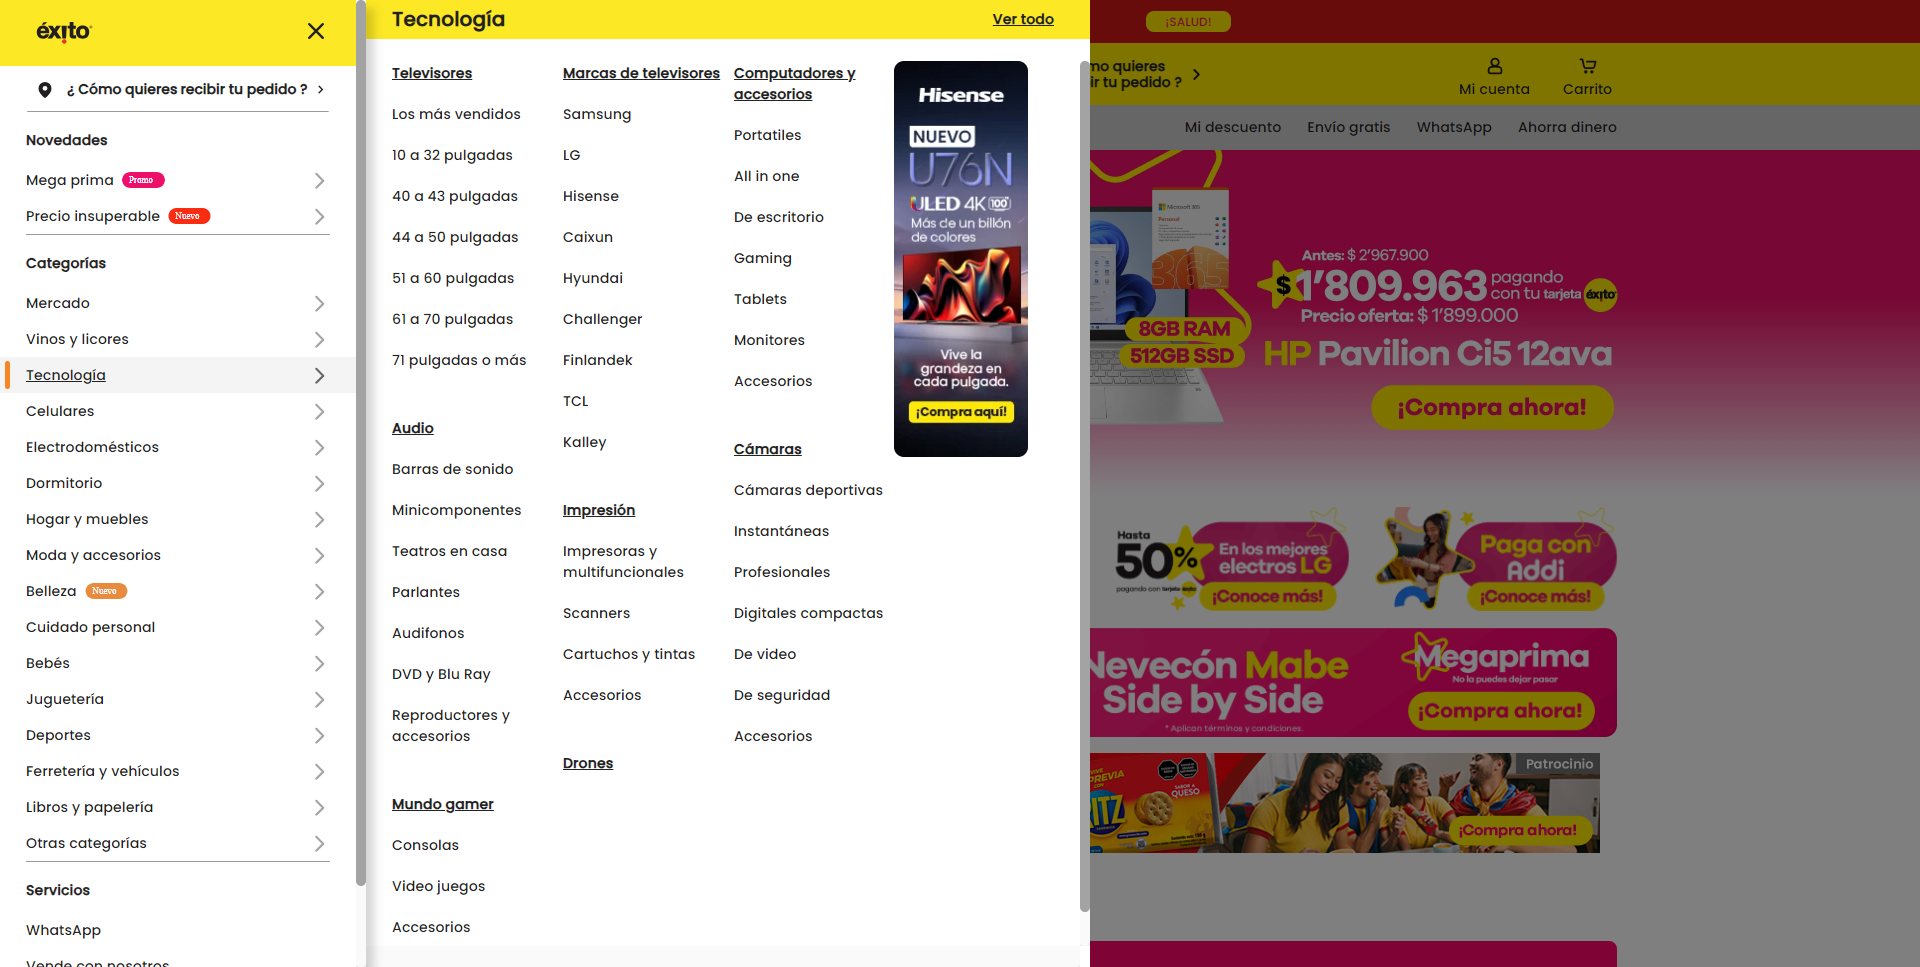 éxito
¿ Cómo quieres recibir tu pedido ?
Novedades
Mega prima Promo
Precio insuperable Nuevo
Categorías
Mercado
Vinos y licores
Tecnología
Celulares
Electrodomésticos
Dormitorio
Hogar y muebles
Moda y accesorios
Belleza Nuevo
Cuidado personal
Bebés
Juguetería
Deportes
Ferretería y vehículos
Libros y papelería
Otras categorías
Servicios
WhatsApp
Vende con nosotros
Tecnología
Ver todo
Televisores
Los más vendidos
10 a 32 pulgadas
40 a 43 pulgadas
44 a 50 pulgadas
51 a 60 pulgadas
61 a 70 pulgadas
71 pulgadas o más
Audio
Barras de sonido
Minicomponentes
Teatros en casa
Parlantes
Audifonos
DVD y Blu Ray
Reproductores y
accesorios
Mundo gamer
Consolas
Video juegos
Accesorios
Marcas de televisores
Samsung
LG
Hisense
Caixun
Hyundai
Challenger
Finlandek
TCL
Kalley
Impresión
Impresoras y
multifuncionales
Scanners
Cartuchos y tintas
Accesorios
Drones
Computadores y
accesorios
Portatiles
All in one
De escritorio
Gaming
Tablets
Monitores
Accesorios
Cámaras
Cámaras deportivas
Instantáneas
Profesionales
Digitales compactas
De video
De seguridad
Accesorios
Hisense
NUEVO
U76N
ULED 4K 100"
Más de un billón
de colores
Vive la
grandeza en
cada pulgada.
¡Compra aquí!
¡SALUD!
mo quieres
ir tu pedido ?
Mi cuenta
Carrito
Mi descuento
Envío gratis
WhatsApp
Ahorra dinero
Microsoft 365
Personal
365
8GB RAM
512GB SSD
Antes: $ 2'967.900
$ 1'809.963 pagando
con tu tarjeta éxito
Precio oferta: $ 1'899.000
HP Pavilion Ci5 12ava
¡Compra ahora!
Hasta
50%
pagando con tarjeta
En los mejores
electros LG
¡Conoce más!
Paga con
Addi
¡Conoce más!
Nevecón Mabe
Side by Side
* Aplican términos y condiciones.
Megaprima
No la puedes dejar pasar
¡Compra ahora!
VIVE
PREVIA
CON
RITZ
SABOR A
QUESO
Patrocinio
¡Compra ahora!